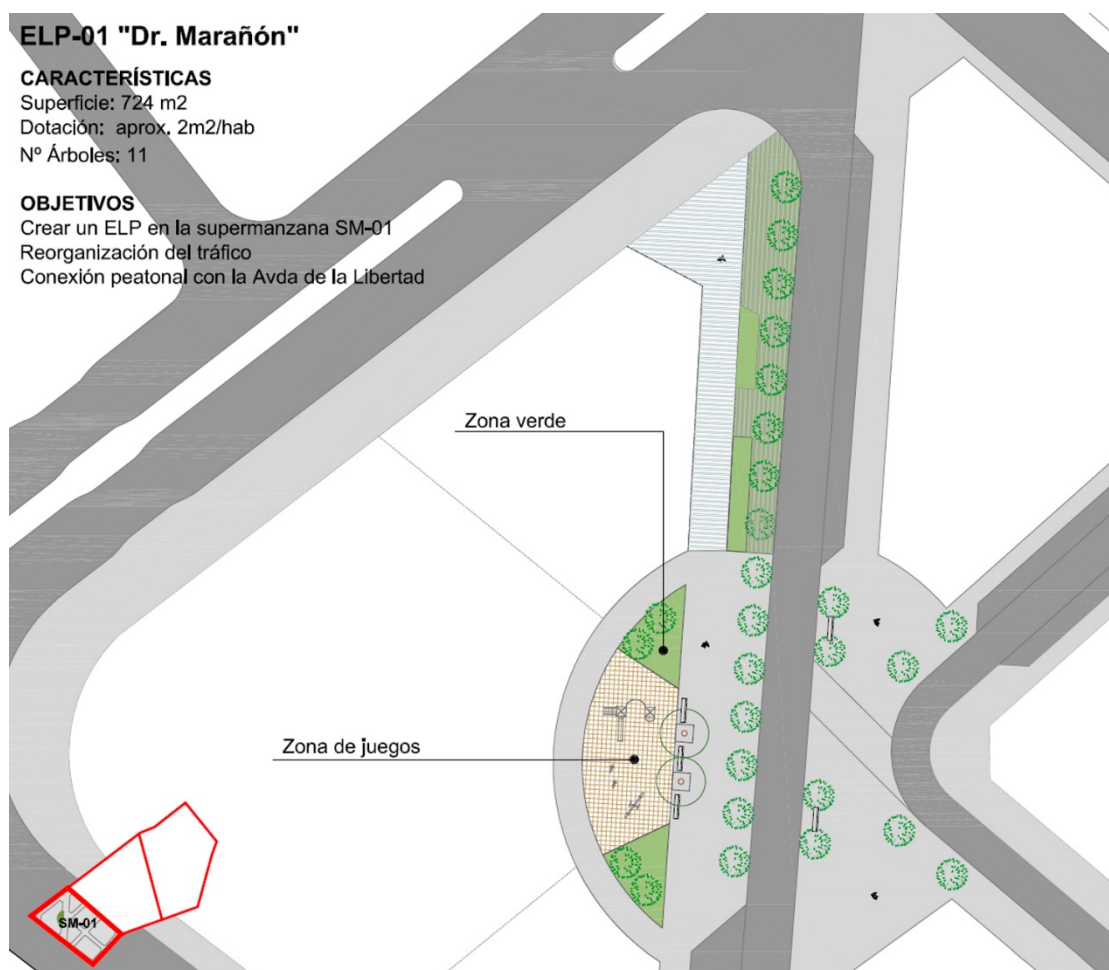 ELP-01 "Dr. Marañón"
CARACTERÍSTICAS
Superficie: 724 m2
Dotación: aprox. 2m2/hab
Nº Árboles: 11
OBJETIVOS
Crear un ELP en la supermanzana SM-01
Reorganización del tráfico
Conexión peatonal con la Avda de la Libertad
Zona verde
Zona de juegos
SM-01